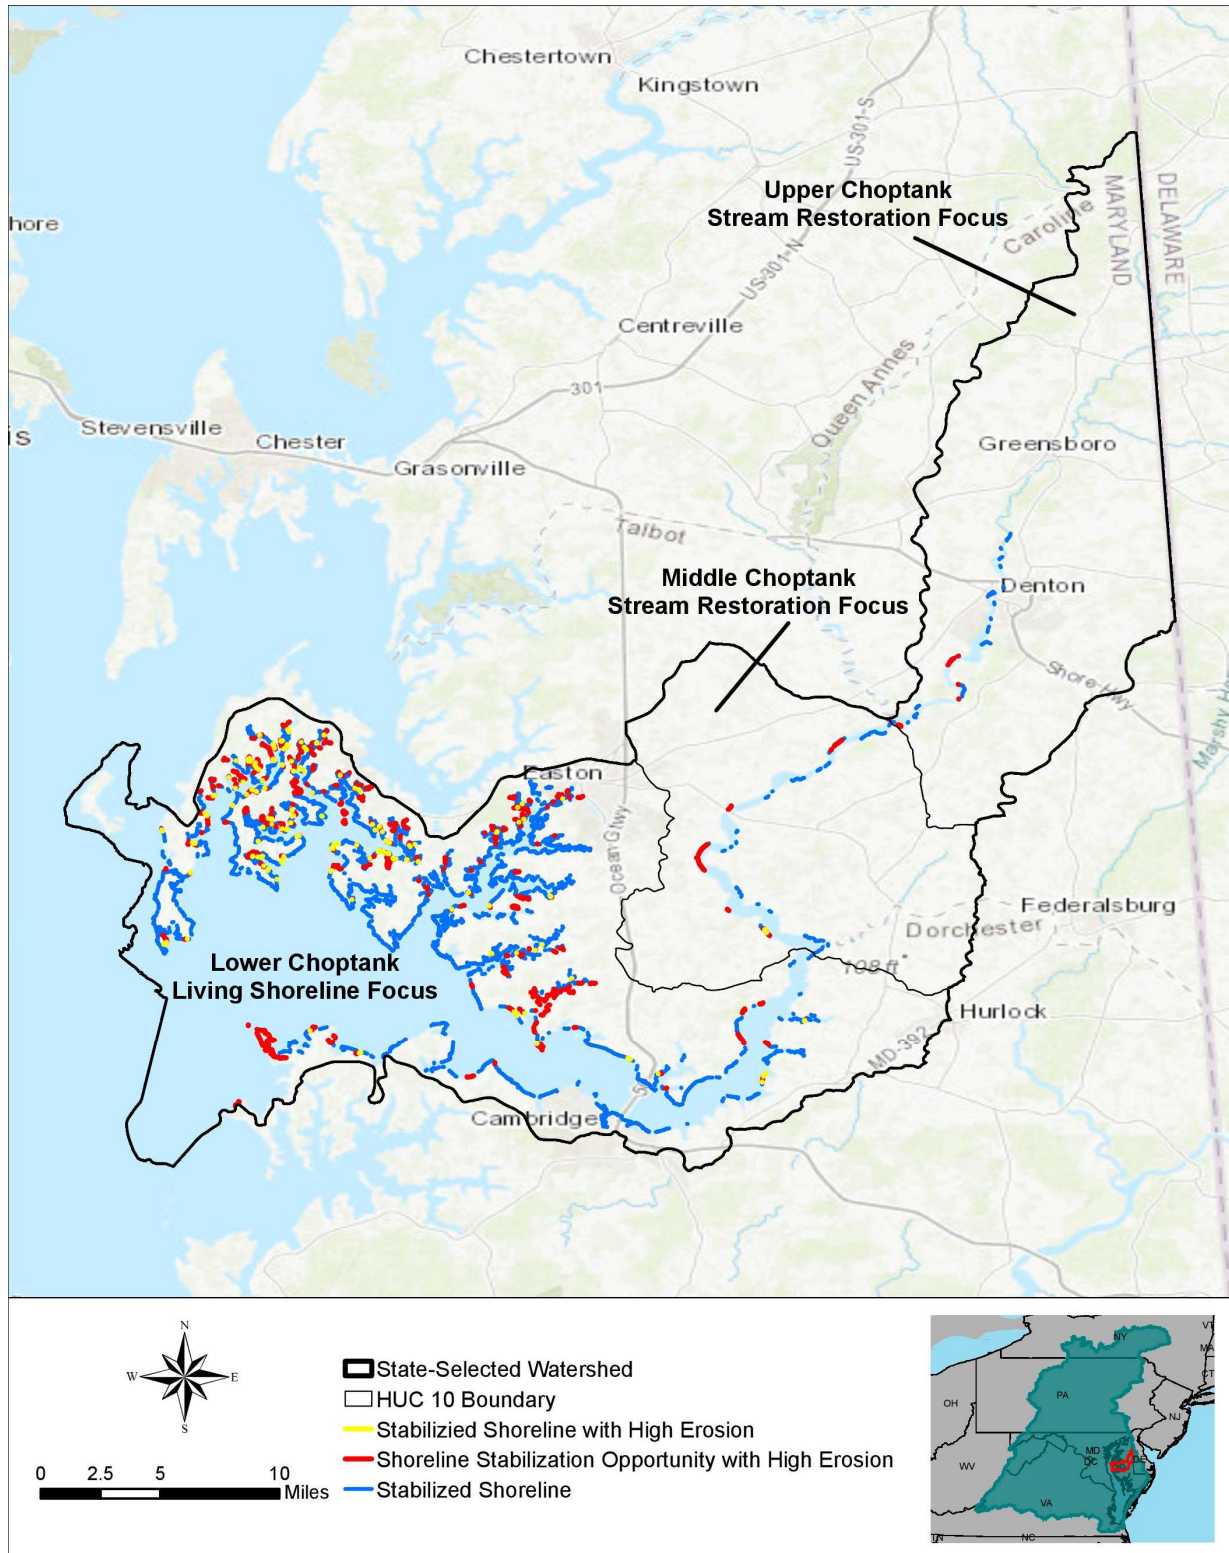 Chestertown
Kingstown
US-301-S
Upper Choptank
Stream Restoration Focus
MARYLAND
DELAWARE
Caroline
hore
US-301-N
Centreville
301
Queen Annes
Stevensville
is
Chester
Grasonville
Greensboro
Talbot
Middle Choptank
Stream Restoration Focus
Denton
Shore Hwy
Easton
Ocean Gtwy
Federalsburg
Dorchester
Lower Choptank
Living Shoreline Focus
108 ft
Hurlock
MD-392
Cambridge
N
W
E
S
State-Selected Watershed
HUC 10 Boundary
Stabilizied Shoreline with High Erosion
Shoreline Stabilization Opportunity with High Erosion
Stabilized Shoreline
0 2.5 5 10
Miles
NY
VT
MA
CT
PA
OH
NJ
MD
DC
DE
WV
VA
TN
NC